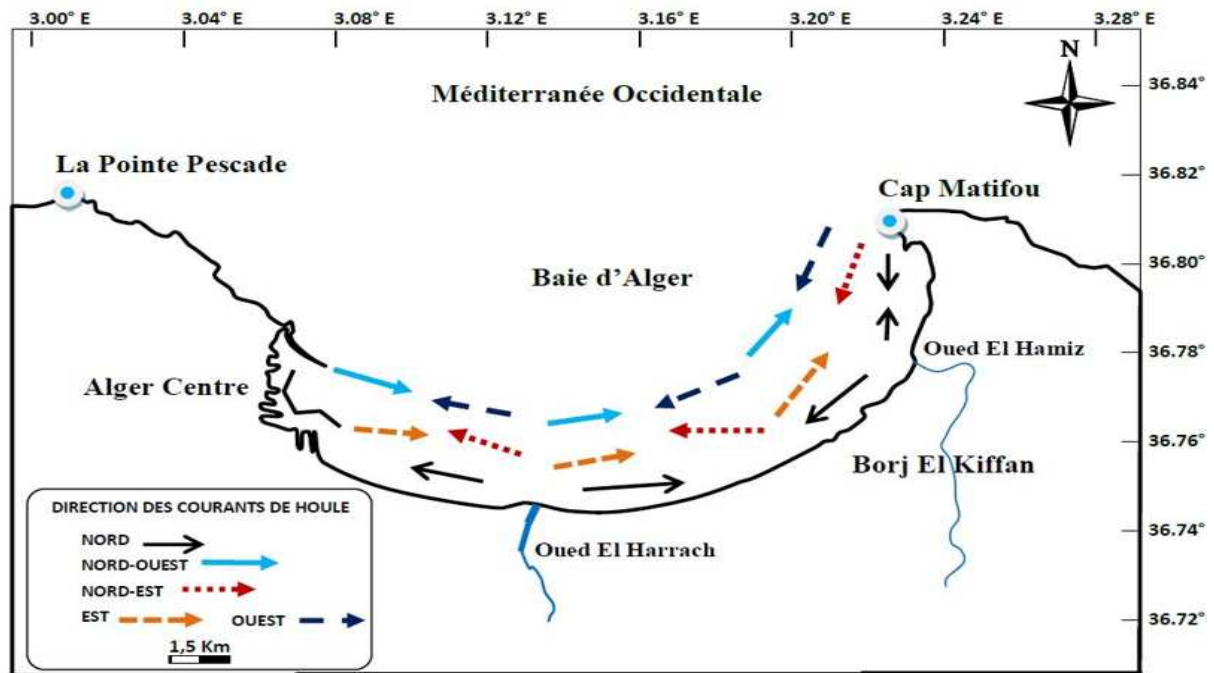 3.00° E 3.04° E 3.08° E 3.12° E 3.16° E 3.20° E 3.24° E 3.28° E
N
36.84°
Méditerranée Occidentale
La Pointe Pescade
36.82°
Cap Matifou
36.80°
Baie d'Alger
Oued El Hamiz
36.78°
Alger Centre
36.76°
Borj El Kiffan
DIRECTION DES COURANTS DE HOULE
36.74°
NORD
Oued El Harrach
NORD-OUEST
NORD-EST
EST OUEST
36.72°
1,5 Km